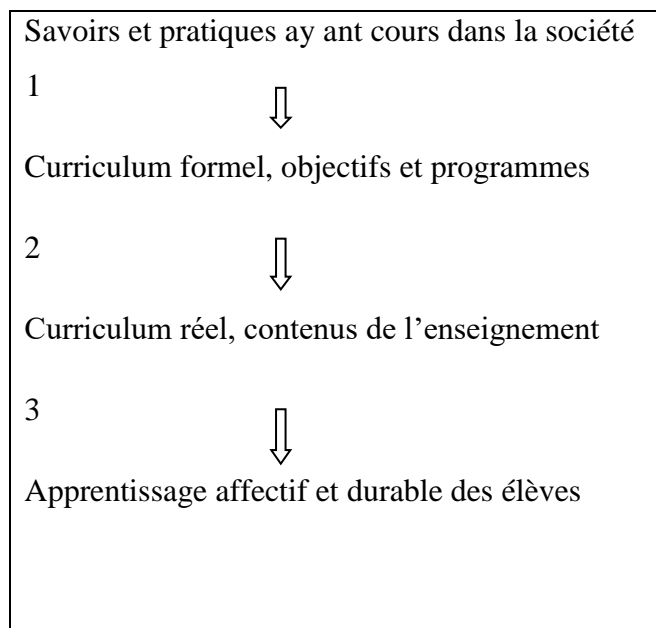 Savoirs et pratiques ay ant cours dans la société
1
Curriculum formel, objectifs et programmes
2
Curriculum réel, contenus de l’enseignement
3
Apprentissage affectif et durable des élèves